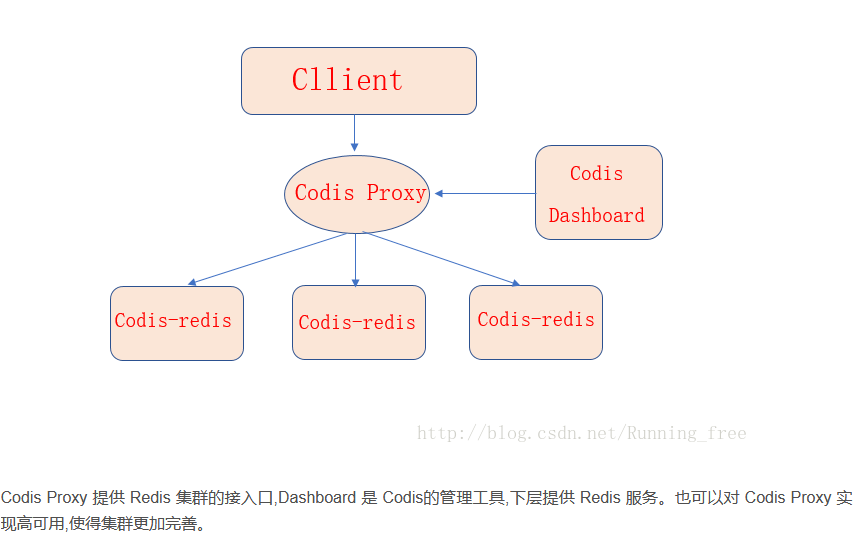 Cllient
Codis Proxy
Codis
Dashboard
Codis-redis
Codis-redis
Codis-redis
http://blog.csdn.net/Running_free
Codis Proxy 提供 Redis 集群的接入口,Dashboard 是 Codis的管理工具,下层提供 Redis 服务。也可以对 Codis Proxy 实
现高可用,使得集群更加完善。